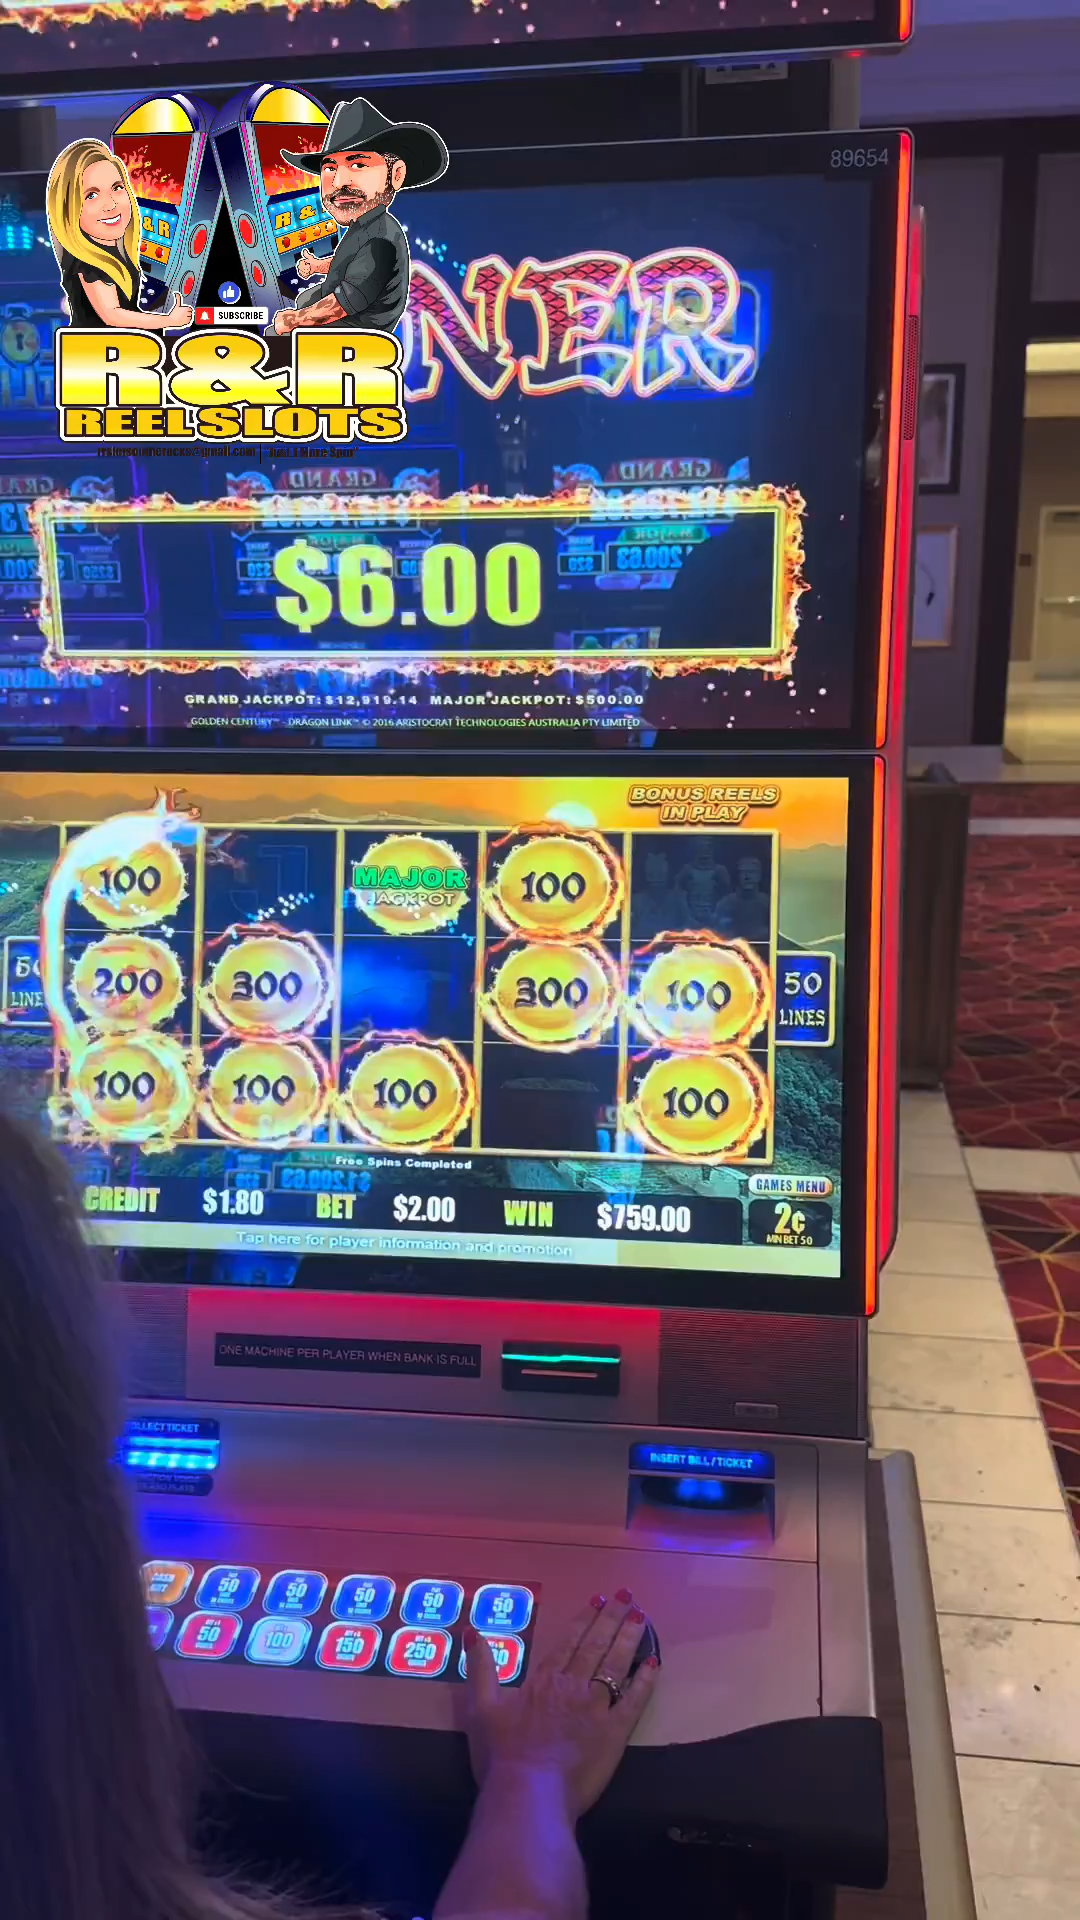 89654
R & R
R &
SUBSCRIBE
NER
R&R
REELSLOTS
"Just 1 More Spin"
$6.00
GRAND JACKPOT: $12,919.14 MAJOR JACKPOT: $500.00
GOLDEN CENTURY™ - DRAGON LINK™ © 2016 ARISTOCRAT TECHNOLOGIES AUSTRALIA PTY LIMITED
BONUS REELS
IN PLAY
100
MAJOR
JACKPOT
100
200
300
300
100
50
LINES
100
100
100
100
Free Spins Completed
GAMES MENU
CREDIT $1.80 BET $2.00 WIN $759.00
2¢
MIN BET 50
Tap here for player information and promotion
ONE MACHINE PER PLAYER WHEN BANK IS FULL
INSERT BILL/TICKET
50
50
50
50
50
50
100
150
250